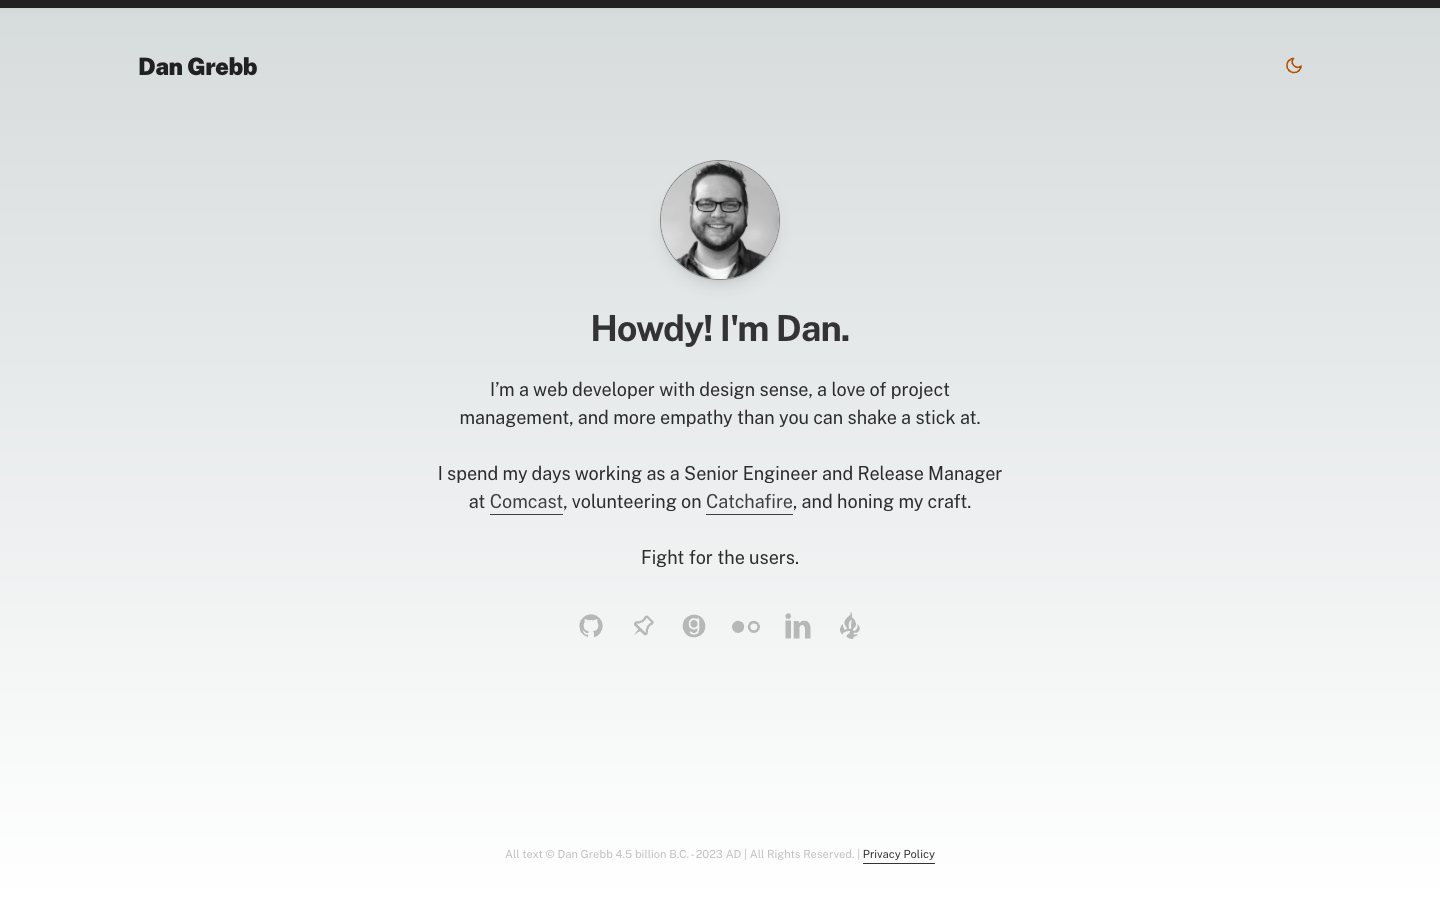 Dan Grebb
Howdy! I'm Dan.
I’m a web developer with design sense, a love of project
management, and more empathy than you can shake a stick at.
I spend my days working as a Senior Engineer and Release Manager
at Comcast, volunteering on Catchafire, and honing my craft.
Fight for the users.
All text © Dan Grebb 4.5 billion B.C. - 2023 AD | All Rights Reserved. | Privacy Policy